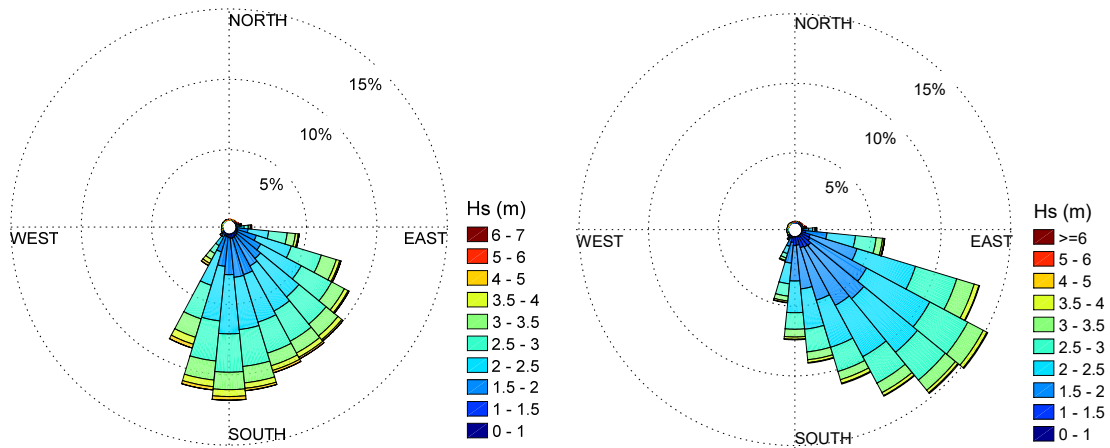 NORTH
15%
10%
5%
WEST
EAST
SOUTH
Hs (m)
6 - 7
5 - 6
4 - 5
3.5 - 4
3 - 3.5
2.5 - 3
2 - 2.5
1.5 - 2
1 - 1.5
0 - 1
NORTH
15%
10%
5%
WEST
EAST
SOUTH
Hs (m)
>=6
5 - 6
4 - 5
3.5 - 4
3 - 3.5
2.5 - 3
2 - 2.5
1.5 - 2
1 - 1.5
0 - 1